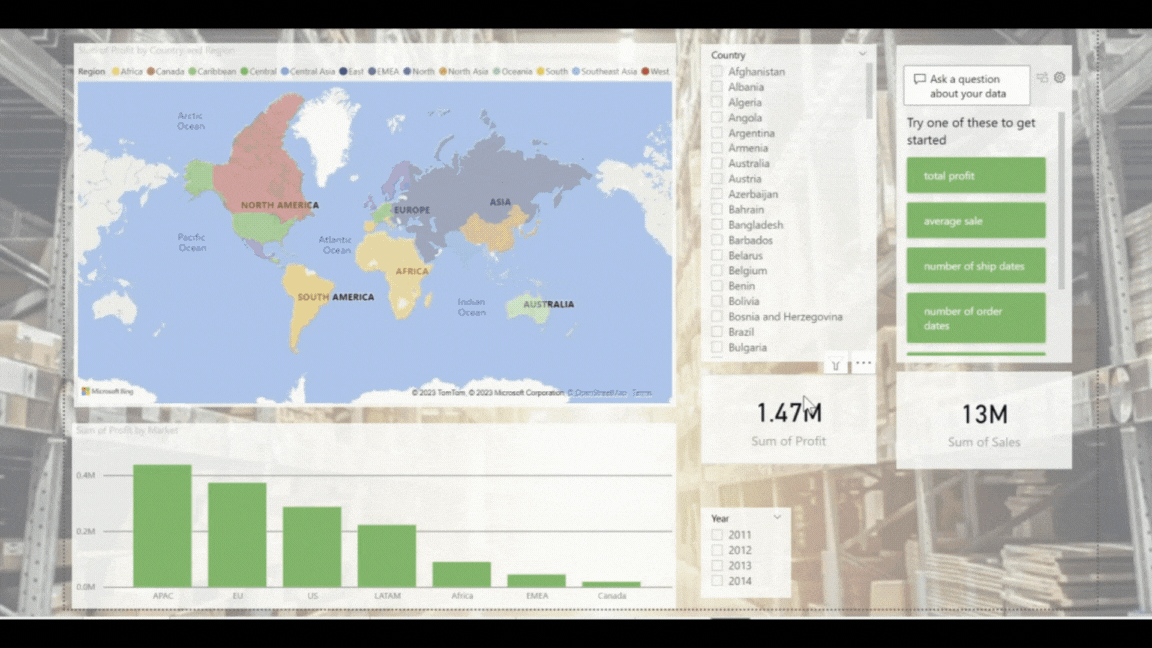 Sum of Profit by Country and Region
Region Africa Canada Caribbean Central Central Asia East EMEA North North Asia Oceania South Southeast Asia West
Arctic
Ocean
NORTH AMERICA
EUROPE
ASIA
Pacific
Ocean
Atlantic
Ocean
AFRICA
SOUTH AMERICA
Indian
Ocean
AUSTRALIA
Microsoft Bing
© 2023 TomTom, © 2023 Microsoft Corporation © OpenStreetMap Terms
Sum of Profit by Market
0.4M
0.2M
0.0M
APAC EU US LATAM Africa EMEA Canada
Country
Afghanistan
Albania
Algeria
Angola
Argentina
Armenia
Australia
Austria
Azerbaijan
Bahrain
Bangladesh
Barbados
Belarus
Belgium
Benin
Bolivia
Bosnia and Herzegovina
Brazil
Bulgaria
Ask a question
about your data
Try one of these to get
started
total profit
average sale
number of ship dates
number of order
dates
1.47M
Sum of Profit
13M
Sum of Sales
Year
2011
2012
2013
2014